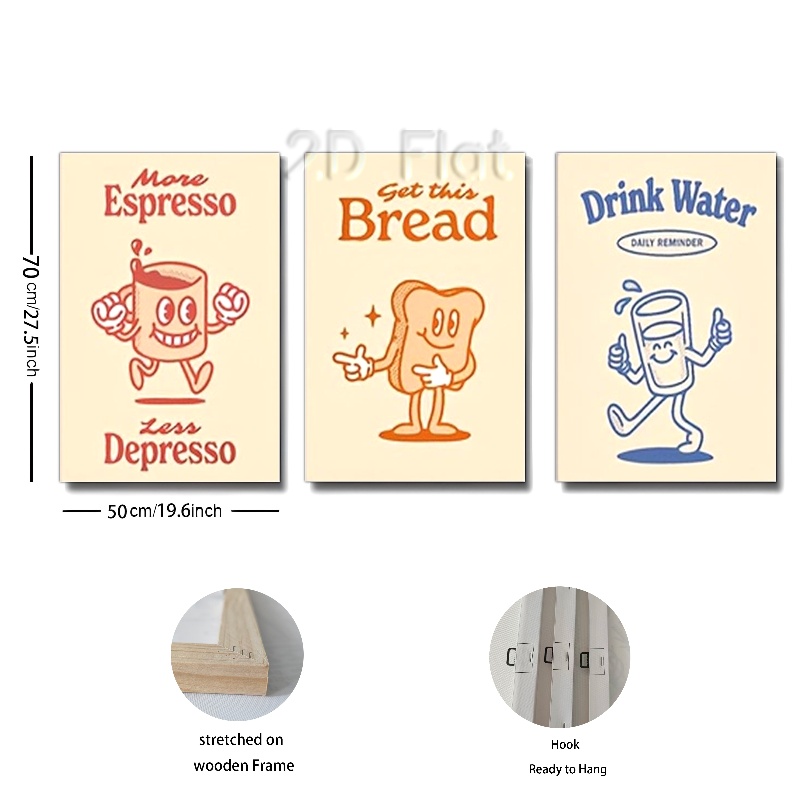 2D Flat
More
Espresso
Less
Depresso
Get this
Bread
Drink Water
DAILY REMINDER
70 cm/27.5inch
50 cm/19.6inch
stretched on
wooden Frame
Hook
Ready to Hang